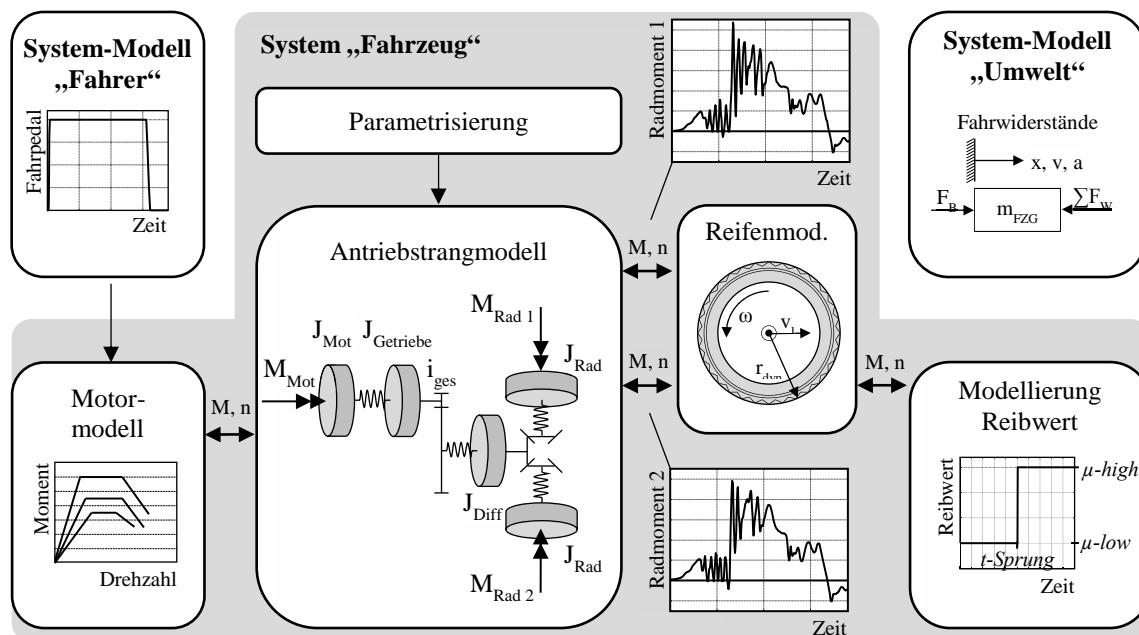 System-Modell
„Fahrer“
Fahrpedal
Zeit
System „Fahrzeug“
Parametrisierung
Radmoment 1
Zeit
System-Modell
„Umwelt“
Fahrwiderstände
x, v, a
F_B
m_FZG
∑F_W
Antriebstrangmodell
M_Rad 1
J_Mot
J_Getriebe
J_Rad
M_Mot
i_ges
J_Diff
J_Rad
M_Rad 2
M, n
M, n
Reifenmod.
ω
r_dyn
M, n
M, n
Motor-
modell
Moment
Drehzahl
Radmoment 2
Zeit
Modellierung
Reibwert
Reibwert
μ-high
μ-low
t-Sprung
Zeit